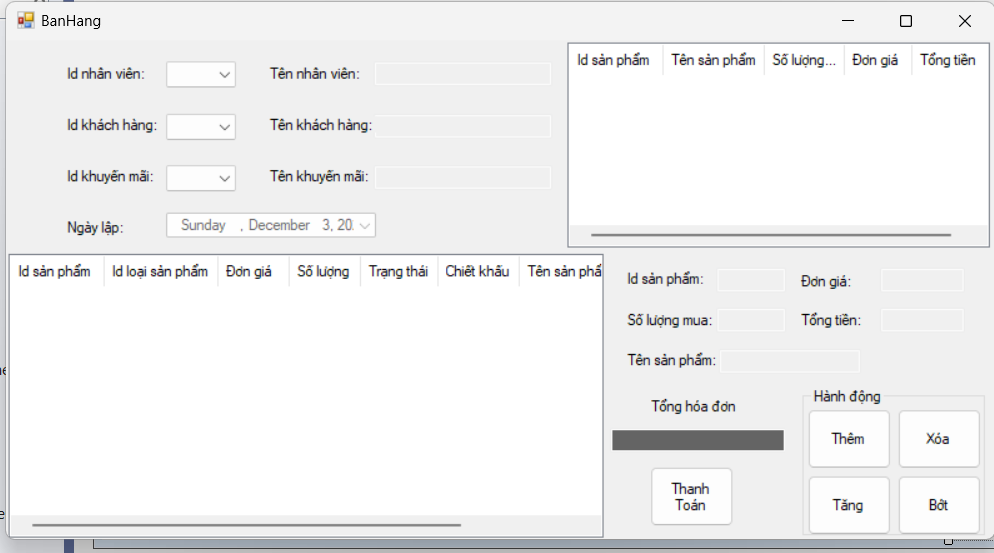 BanHang
Id nhân viên:
Tên nhân viên:
Id khách hàng:
Tên khách hàng:
Id khuyến mãi:
Tên khuyến mãi:
Ngày lập:
Sunday , December 3, 20
Id sản phẩm Tên sản phẩm Số lượng... Đơn giá Tổng tiền
Id sản phẩm Id loại sản phẩm Đơn giá Số lượng Trạng thái Chiết khấu Tên sản phẩ
Id sản phẩm:
Đơn giá:
Số lượng mua:
Tổng tiền:
Tên sản phẩm:
Tổng hóa đơn
Thanh
Toán
Hành động
Thêm
Xóa
Tăng
Bớt